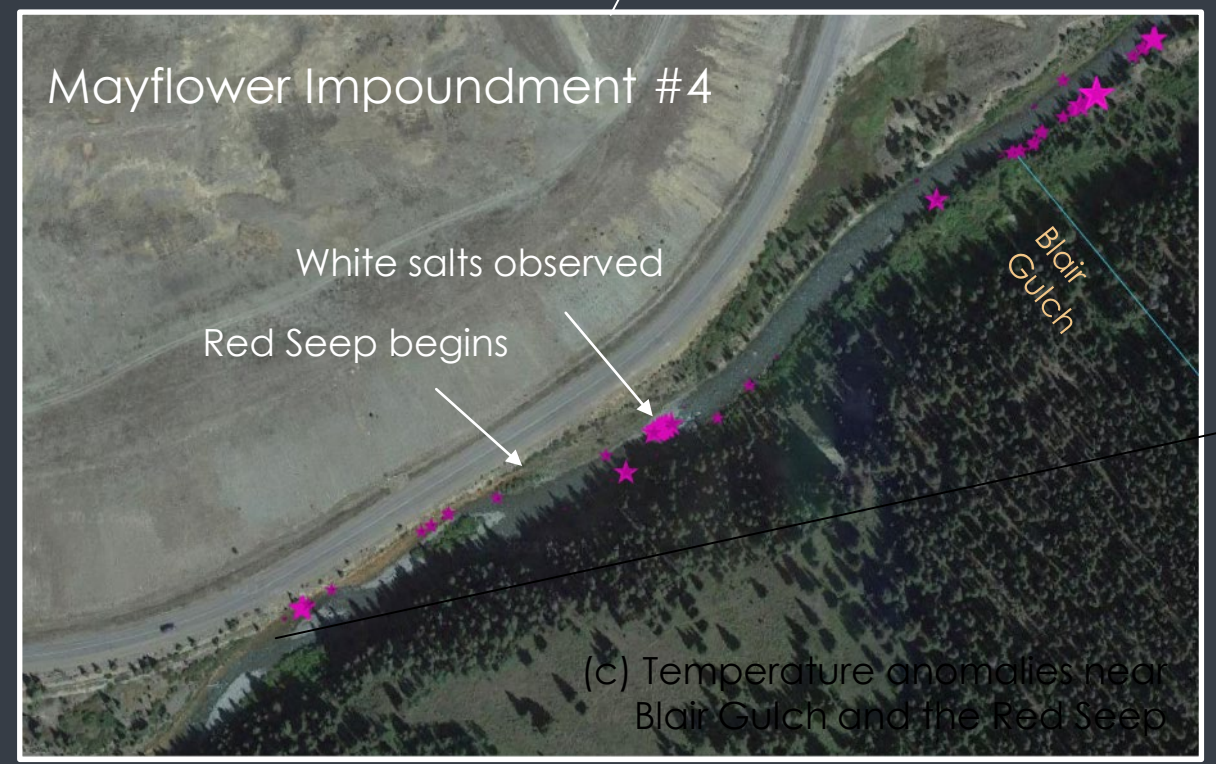 Mayflower Impoundment #4
White salts observed
Red Seep begins
Blair
Gulch
(c) Temperature anomalies near
Blair Gulch and the Red Seep